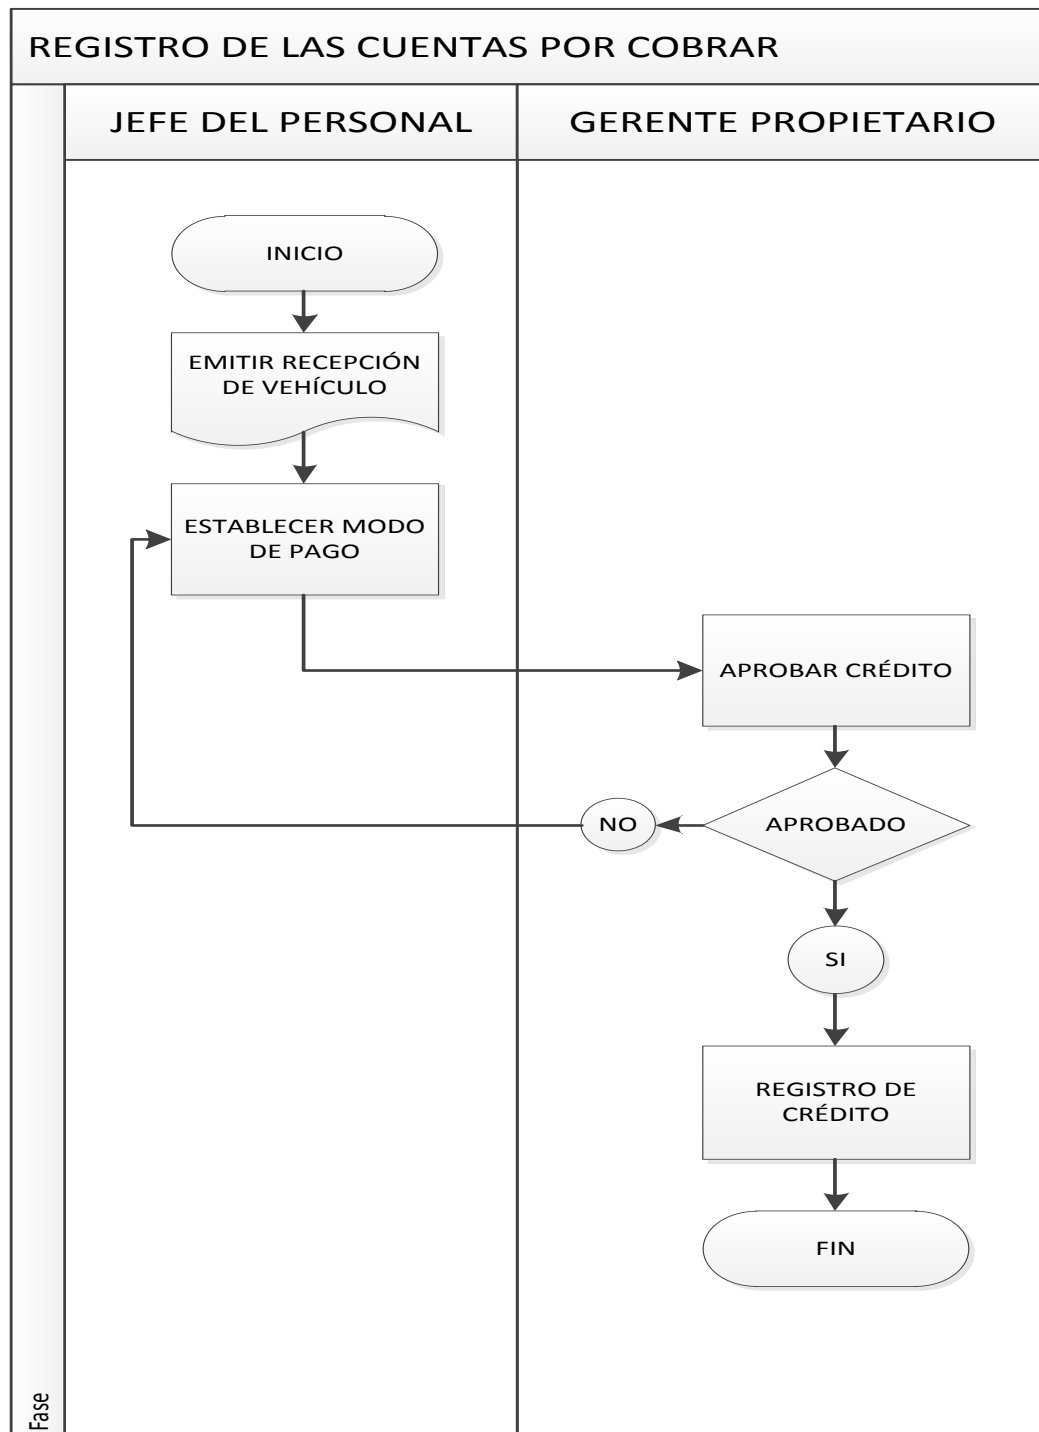 REGISTRO DE LAS CUENTAS POR COBRAR
JEFE DEL PERSONAL
GERENTE PROPIETARIO
INICIO
EMITIR RECEPCIÓN
DE VEHÍCULO
ESTABLECER MODO
DE PAGO
APROBAR CRÉDITO
APROBADO
NO
SI
REGISTRO DE
CRÉDITO
FIN
Fase